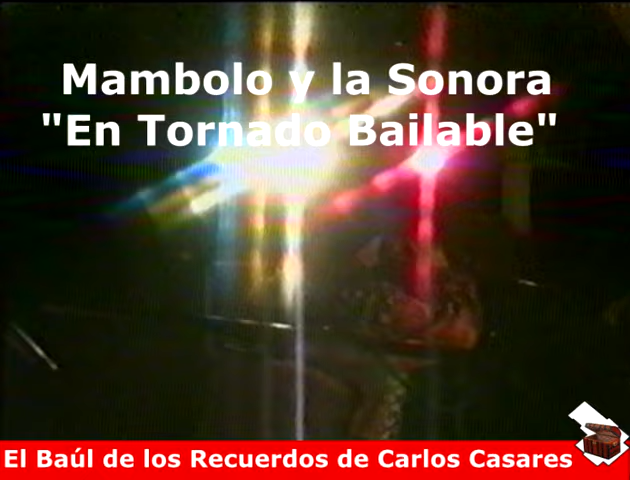 Mambolo y la Sonora
"En Tornado Bailable"
El Baúl de los Recuerdos de Carlos Casares